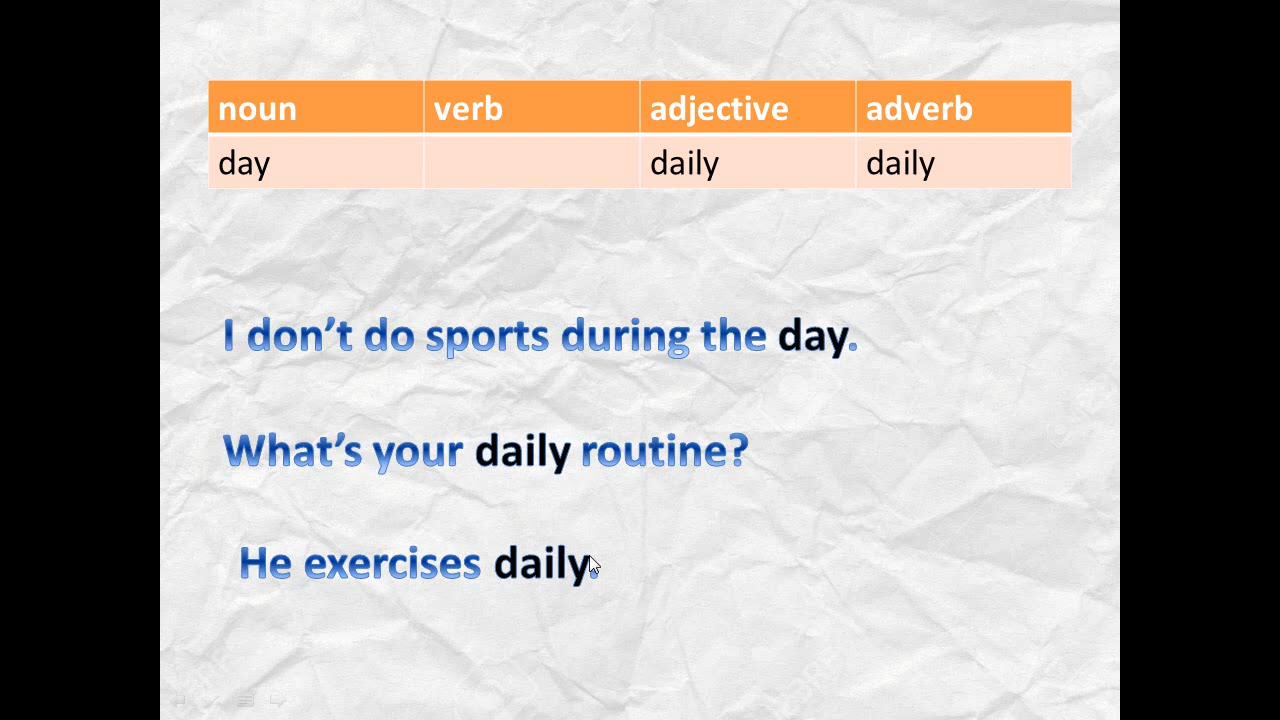 noun verb adjective adverb
day daily daily
I don’t do sports during the day.
What’s your daily routine?
He exercises daily.